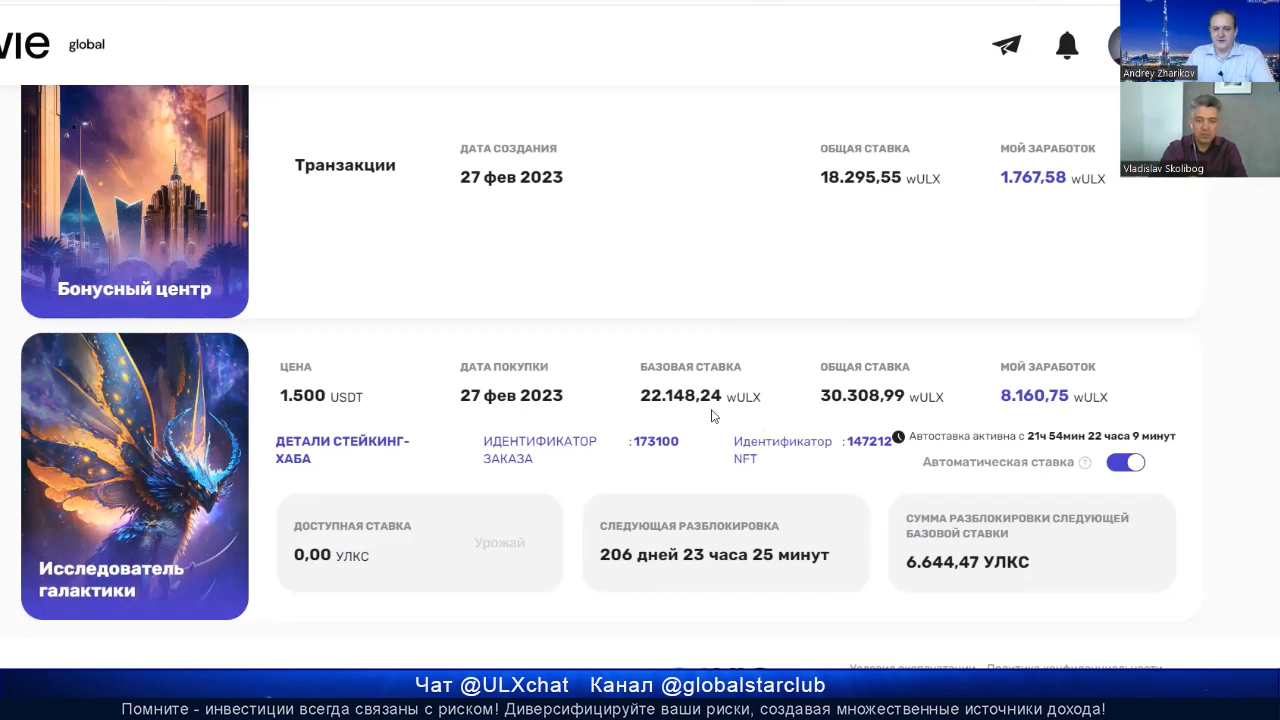 vie global
Andrey Zharikov
Vladislav Skolibog
Бонусный центр
Транзакции
ДАТА СОЗДАНИЯ
27 фев 2023
ОБЩАЯ СТАВКА
18.295,55 wULX
МОЙ ЗАРАБОТОК
1.767,58 wULX
Исследователь
галактики
ЦЕНА
1.500 USDT
ДАТА ПОКУПКИ
27 фев 2023
БАЗОВАЯ СТАВКА
22.148,24 wULX
ОБЩАЯ СТАВКА
30.308,99 wULX
МОЙ ЗАРАБОТОК
8.160,75 wULX
ДЕТАЛИ СТЕЙКИНГ-
ХАБА
ИДЕНТИФИКАТОР :173100
ЗАКАЗА
Идентификатор :147212
NFT
Автоставка активна с 21ч 54мин 22 часа 9 минут
Автоматическая ставка ?
ДОСТУПНАЯ СТАВКА
0,00 УЛКС
Урожай
СЛЕДУЮЩАЯ РАЗБЛОКИРОВКА
206 дней 23 часа 25 минут
СУММА РАЗБЛОКИРОВКИ СЛЕДУЮЩЕЙ
БАЗОВОЙ СТАВКИ
6.644,47 УЛКС
Условия эксплуатации Политика конфиденциальности
Чат @ULXchat Канал @globalstarclub
Помните - инвестиции всегда связаны с риском! Диверсифицируйте ваши риски, создавая множественные источники дохода!